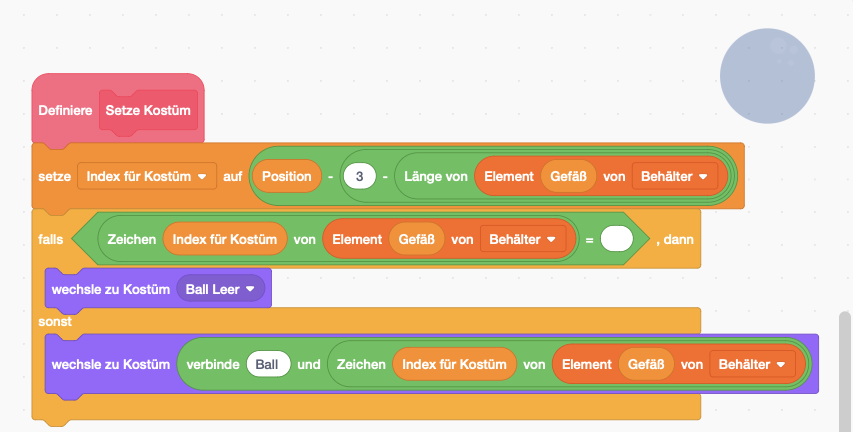 Definiere Setze Kostüm
setze Index für Kostüm auf Position - 3 - Länge von Element Gefäß von Behälter
falls Zeichen Index für Kostüm von Element Gefäß von Behälter = , dann
wechsle zu Kostüm Ball Leer
sonst
wechsle zu Kostüm verbinde Ball und Zeichen Index für Kostüm von Element Gefäß von Behälter